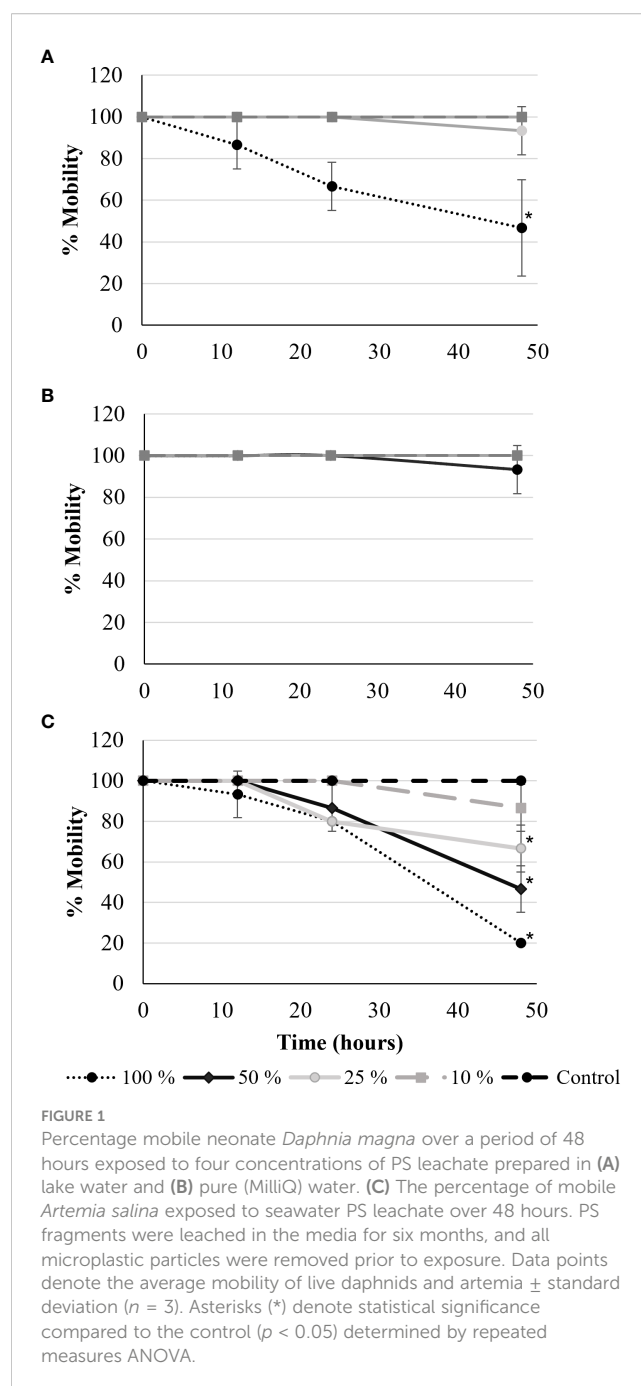 A
120
100
80
60
40
20
0
% Mobility
*
0 10 20 30 40 50
B
120
100
80
60
40
20
0
% Mobility
0 10 20 30 40 50
C
120
100
80
60
40
20
0
% Mobility
*
*
*
0 10 20 30 40 50
Time (hours)
100 % 50 % 25 % 10 % Control
FIGURE 1
Percentage mobile neonate Daphnia magna over a period of 48
hours exposed to four concentrations of PS leachate prepared in (A)
lake water and (B) pure (MilliQ) water. (C) The percentage of mobile
Artemia salina exposed to seawater PS leachate over 48 hours. PS
fragments were leached in the media for six months, and all
microplastic particles were removed prior to exposure. Data points
denote the average mobility of live daphnids and artemia ± standard
deviation (n = 3). Asterisks (*) denote statistical significance
compared to the control (p < 0.05) determined by repeated
measures ANOVA.